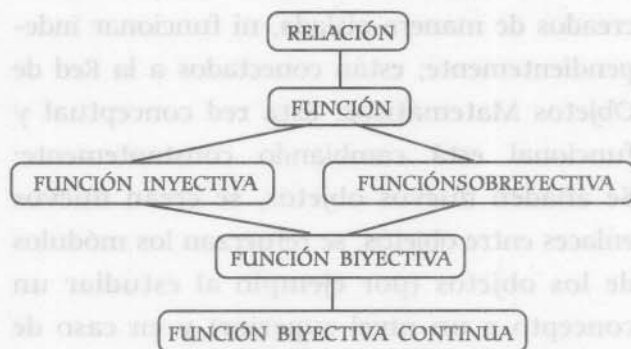 RELACIÓN
FUNCIÓN
FUNCIÓN INYECTIVA
FUNCIÓNSOBREYECTIVA
FUNCIÓN BIYECTIVA
FUNCIÓN BIYECTIVA CONTINUA